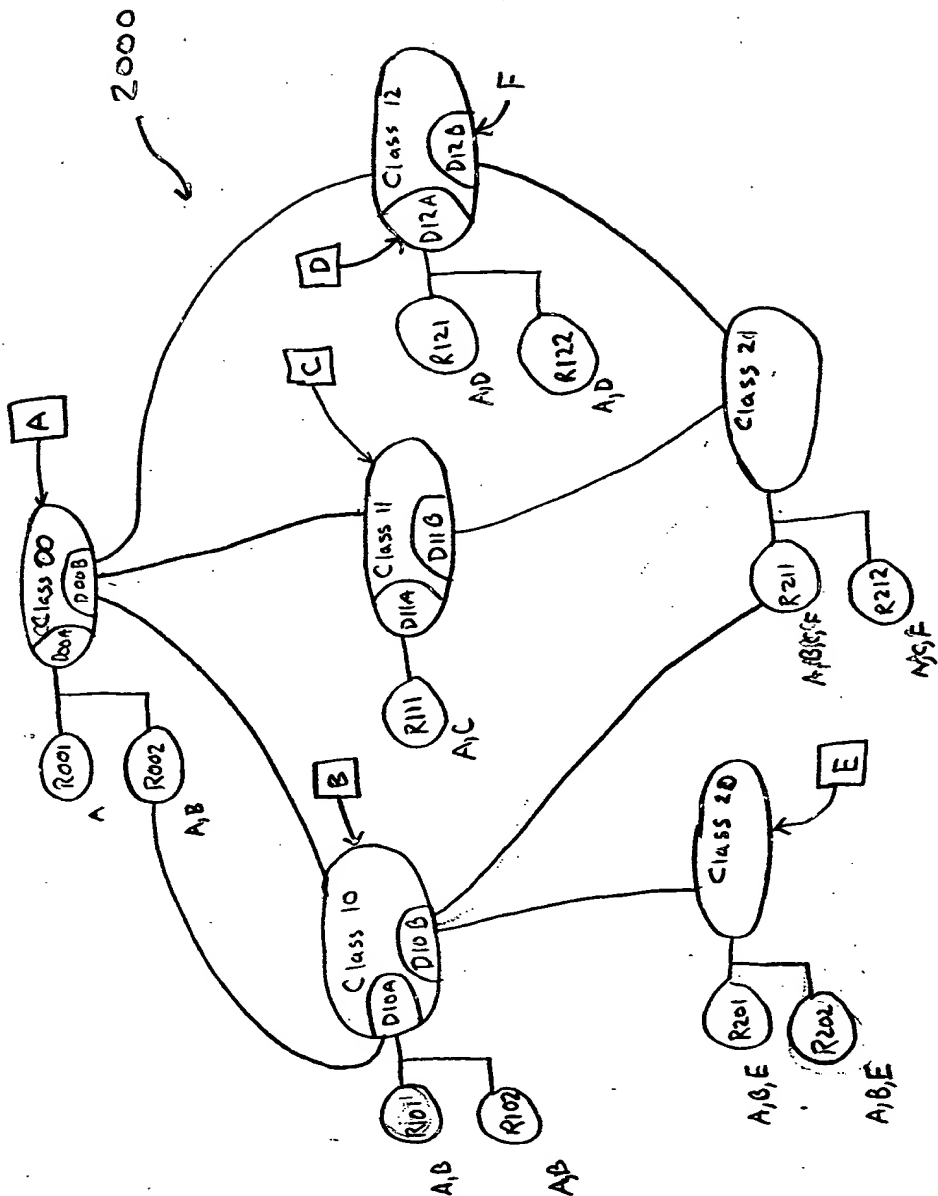 2000
A
Class 00
D00A
D00B
R001
A
R002
A,B
B
Class 10
D10A
D10B
R1011
A,B
R102
A,B
C
Class 11
D11A
D11B
R111
A,C
D
Class 12
D12A
D12B
F
R121
A,D
R122
A,D
Class 20
E
R201
A,B,E
R202
A,B,E
Class 21
R211
A,B,C,F
R212
A,C,F